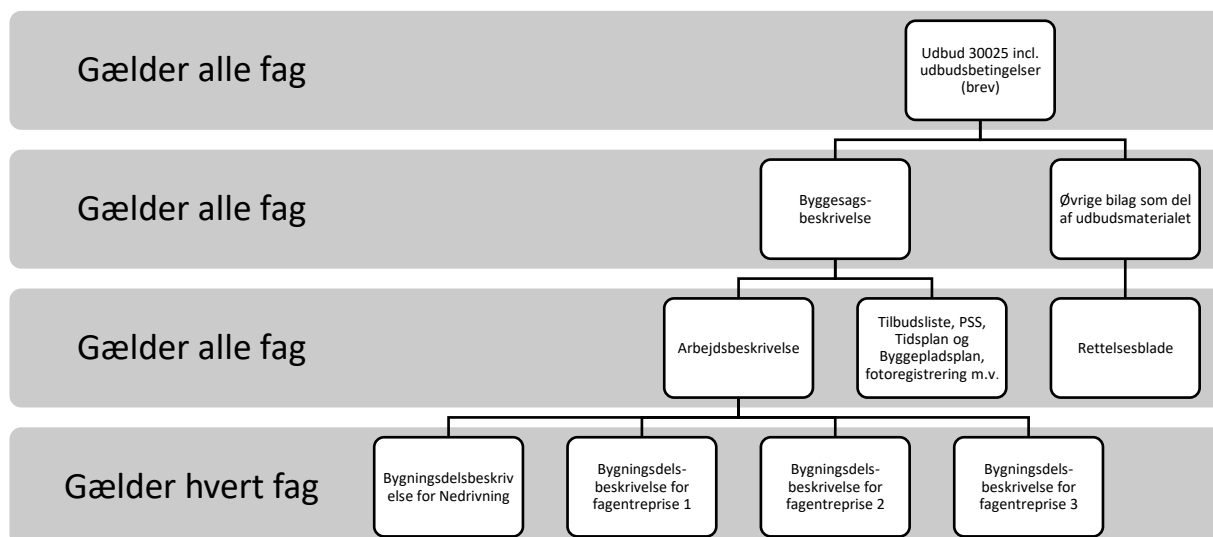 Gælder alle fag
Udbud 30025 incl.
udbudsbetingelser
(brev)
Gælder alle fag
Byggesags-
beskrivelse
Øvrige bilag som del
af udbudsmaterialet
Gælder alle fag
Arbejdsbeskrivelse
Tilbudsliste, PSS,
Tidsplan og
Byggepladsplan,
fotoregistrering m.v.
Rettelsesblade
Gælder hvert fag
Bygningsdelsbeskriv
else for Nedrivning
Bygningsdels-
beskrivelse for
fagentreprise 1
Bygningsdels-
beskrivelse for
fagentreprise 2
Bygningsdels-
beskrivelse for
fagentreprise 3